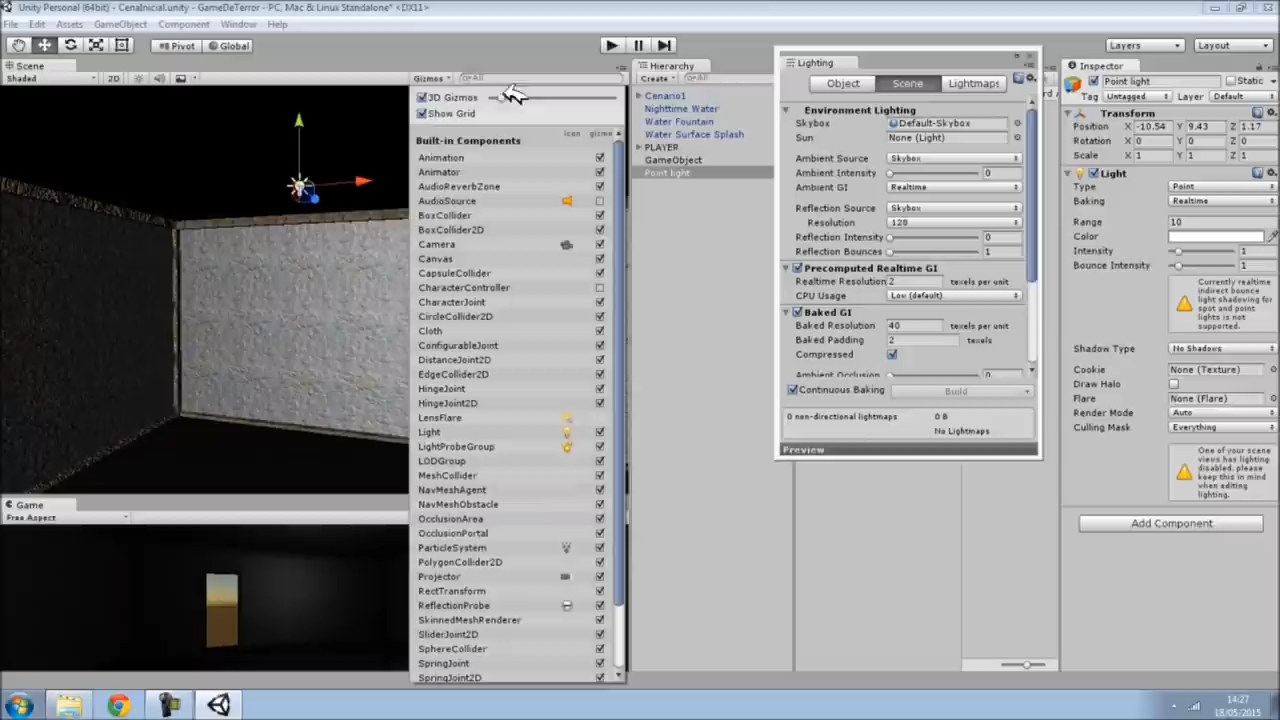 Unity Personal (64bit) - CenaInicial.unity - GameDeTerror - PC, Mac & Linux Standalone* <DX11>
File Edit Assets GameObject Component Window Help
Pivot Global Layers Layout
Scene
Shaded 2D Gizmos All
3D Gizmos
Show Grid
icon gizmo
Built-in Components
Animation
Animator
AudioReverbZone
AudioSource
BoxCollider
BoxCollider2D
Camera
Canvas
CapsuleCollider
CharacterController
CharacterJoint
CircleCollider2D
Cloth
ConfigurableJoint
DistanceJoint2D
EdgeCollider2D
HingeJoint
HingeJoint2D
LensFlare
Light
LightProbeGroup
LODGroup
MeshCollider
NavMeshAgent
NavMeshObstacle
OcclusionArea
OcclusionPortal
ParticleSystem
PolygonCollider2D
Projector
RectTransform
ReflectionProbe
SkinnedMeshRenderer
SliderJoint2D
SphereCollider
SpringJoint
SpringJoint2D
Game
Free Aspect
Hierarchy
Create All
Cenario1
Nighttime Water
Water Fountain
Water Surface Splash
PLAYER
GameObject
Point light
Lighting
Object Scene Lightmaps
Environment Lighting
Skybox Default-Skybox
Sun None (Light)
Ambient Source Skybox
Ambient Intensity 0
Ambient GI Realtime
Reflection Source Skybox
Resolution 128
Reflection Intensity 0
Reflection Bounces 1
Precomputed Realtime GI
Realtime Resolution 2 texels per unit
CPU Usage Low (default)
Baked GI
Baked Resolution 40 texels per unit
Baked Padding 2 texels
Compressed
Ambient Occlusion 0
Continuous Baking Build
0 non-directional lightmaps 0 B
No Lightmaps
Preview
Inspector
Point light Static
Tag Untagged Layer Default
Transform
Position X -10.54 Y 9.43 Z 1.17
Rotation X 0 Y 0 Z 0
Scale X 1 Y 1 Z 1
Light
Type Point
Baking Realtime
Range 10
Color
Intensity 1
Bounce Intensity 1
Currently realtime
indirect bounce
light shadowing for
spot and point
lights is not
supported.
Shadow Type No Shadows
Cookie None (Texture)
Draw Halo
Flare None (Flare)
Render Mode Auto
Culling Mask Everything
One of your scene
views has lighting
disabled, please
keep this in mind
when editing
lighting.
Add Component
14:27
18/05/2015